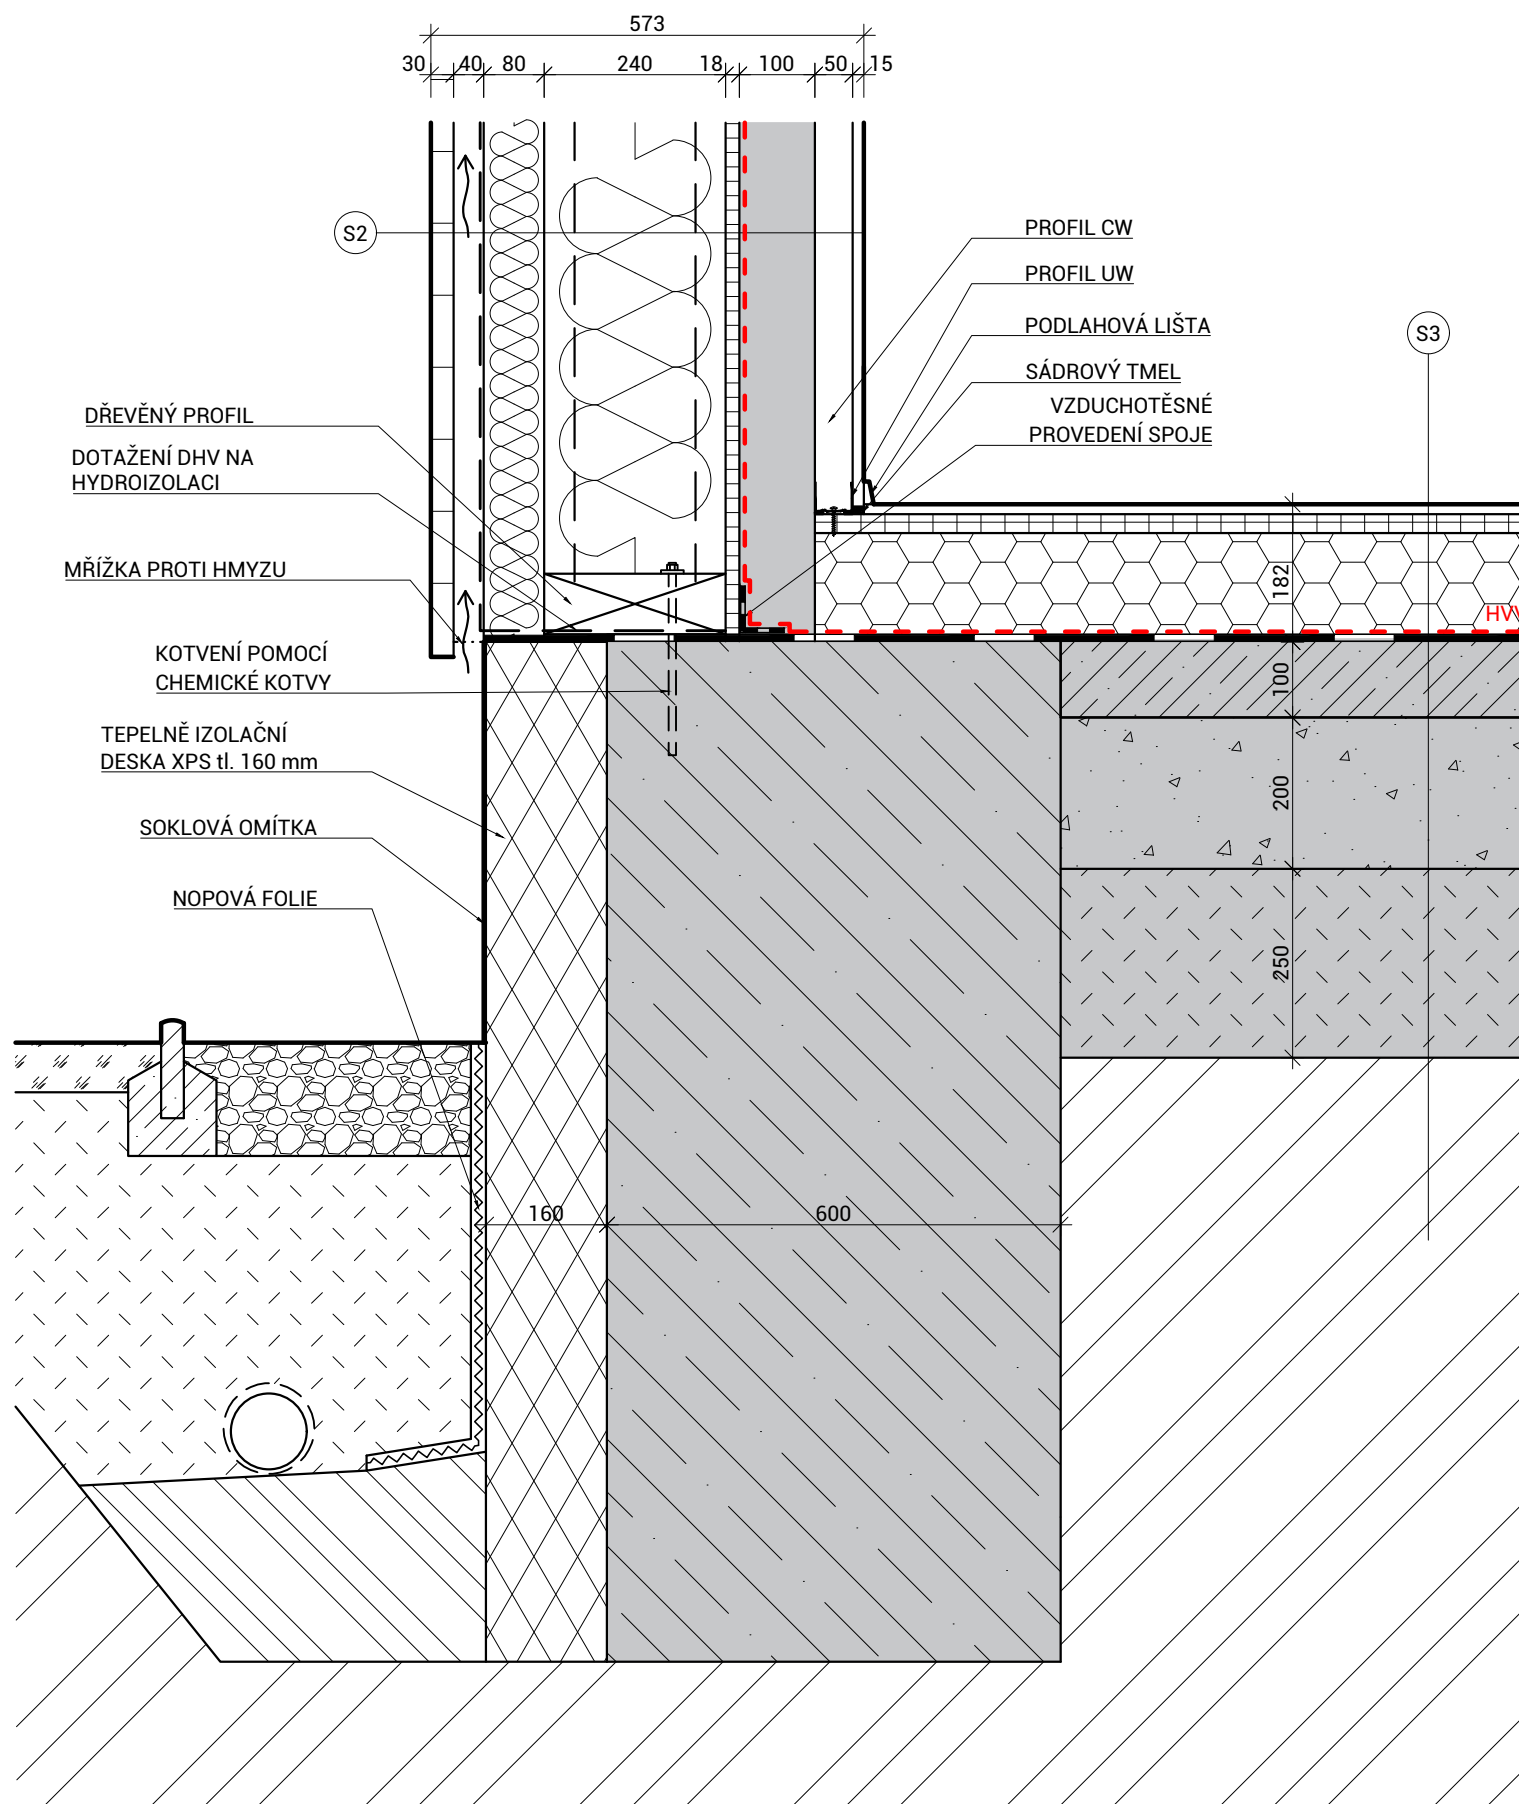 573
30 40 80 240 18 100 50 15
S2
PROFIL CW
PROFIL UW
PODLAHOVÁ LIŠTA
SÁDROVÝ TMEL
VZDUCHOTĚSNÉ
PROVEDENÍ SPOJE
S3
DŘEVĚNÝ PROFIL
DOTAŽENÍ DHV NA
HYDROIZOLACI
MŘÍŽKA PROTI HMYZU
KOTVENÍ POMOCÍ
CHEMICKÉ KOTVY
TEPELNĚ IZOLAČNÍ
DESKA XPS tl. 160 mm
SOKLOVÁ OMÍTKA
NOPOVÁ FOLIE
182
100
200
250
160
600